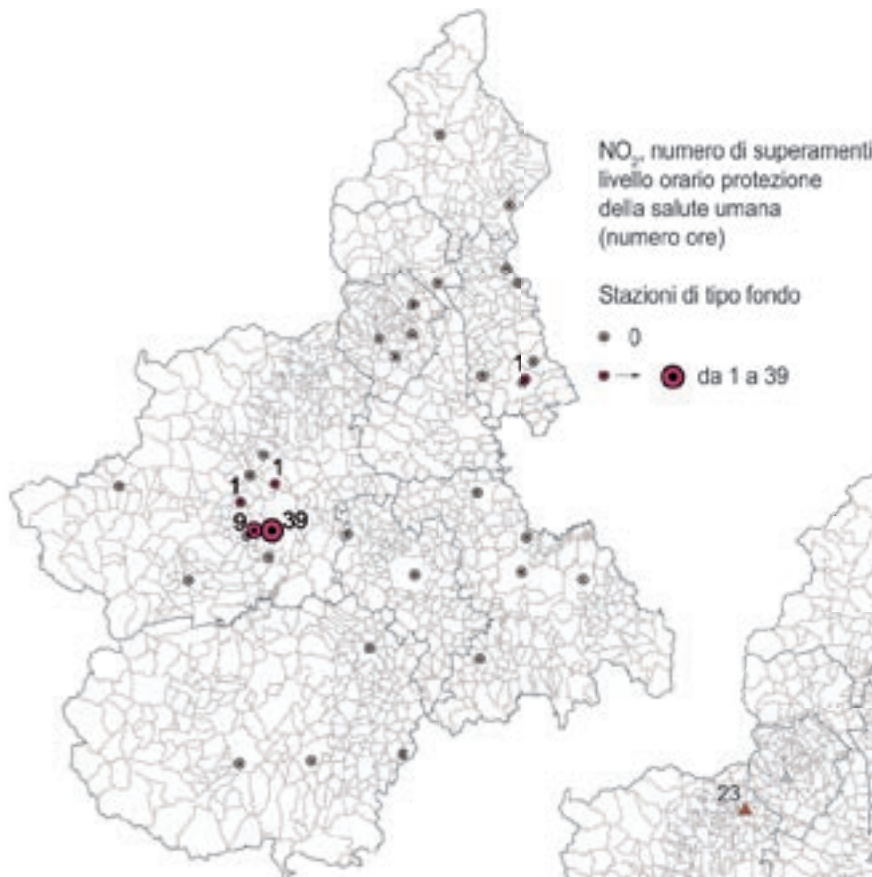 NO₂, numero di superamenti
livello orario protezione
della salute umana
(numero ore)
Stazioni di tipo fondo
0
da 1 a 39
1
1
1
9
39
23